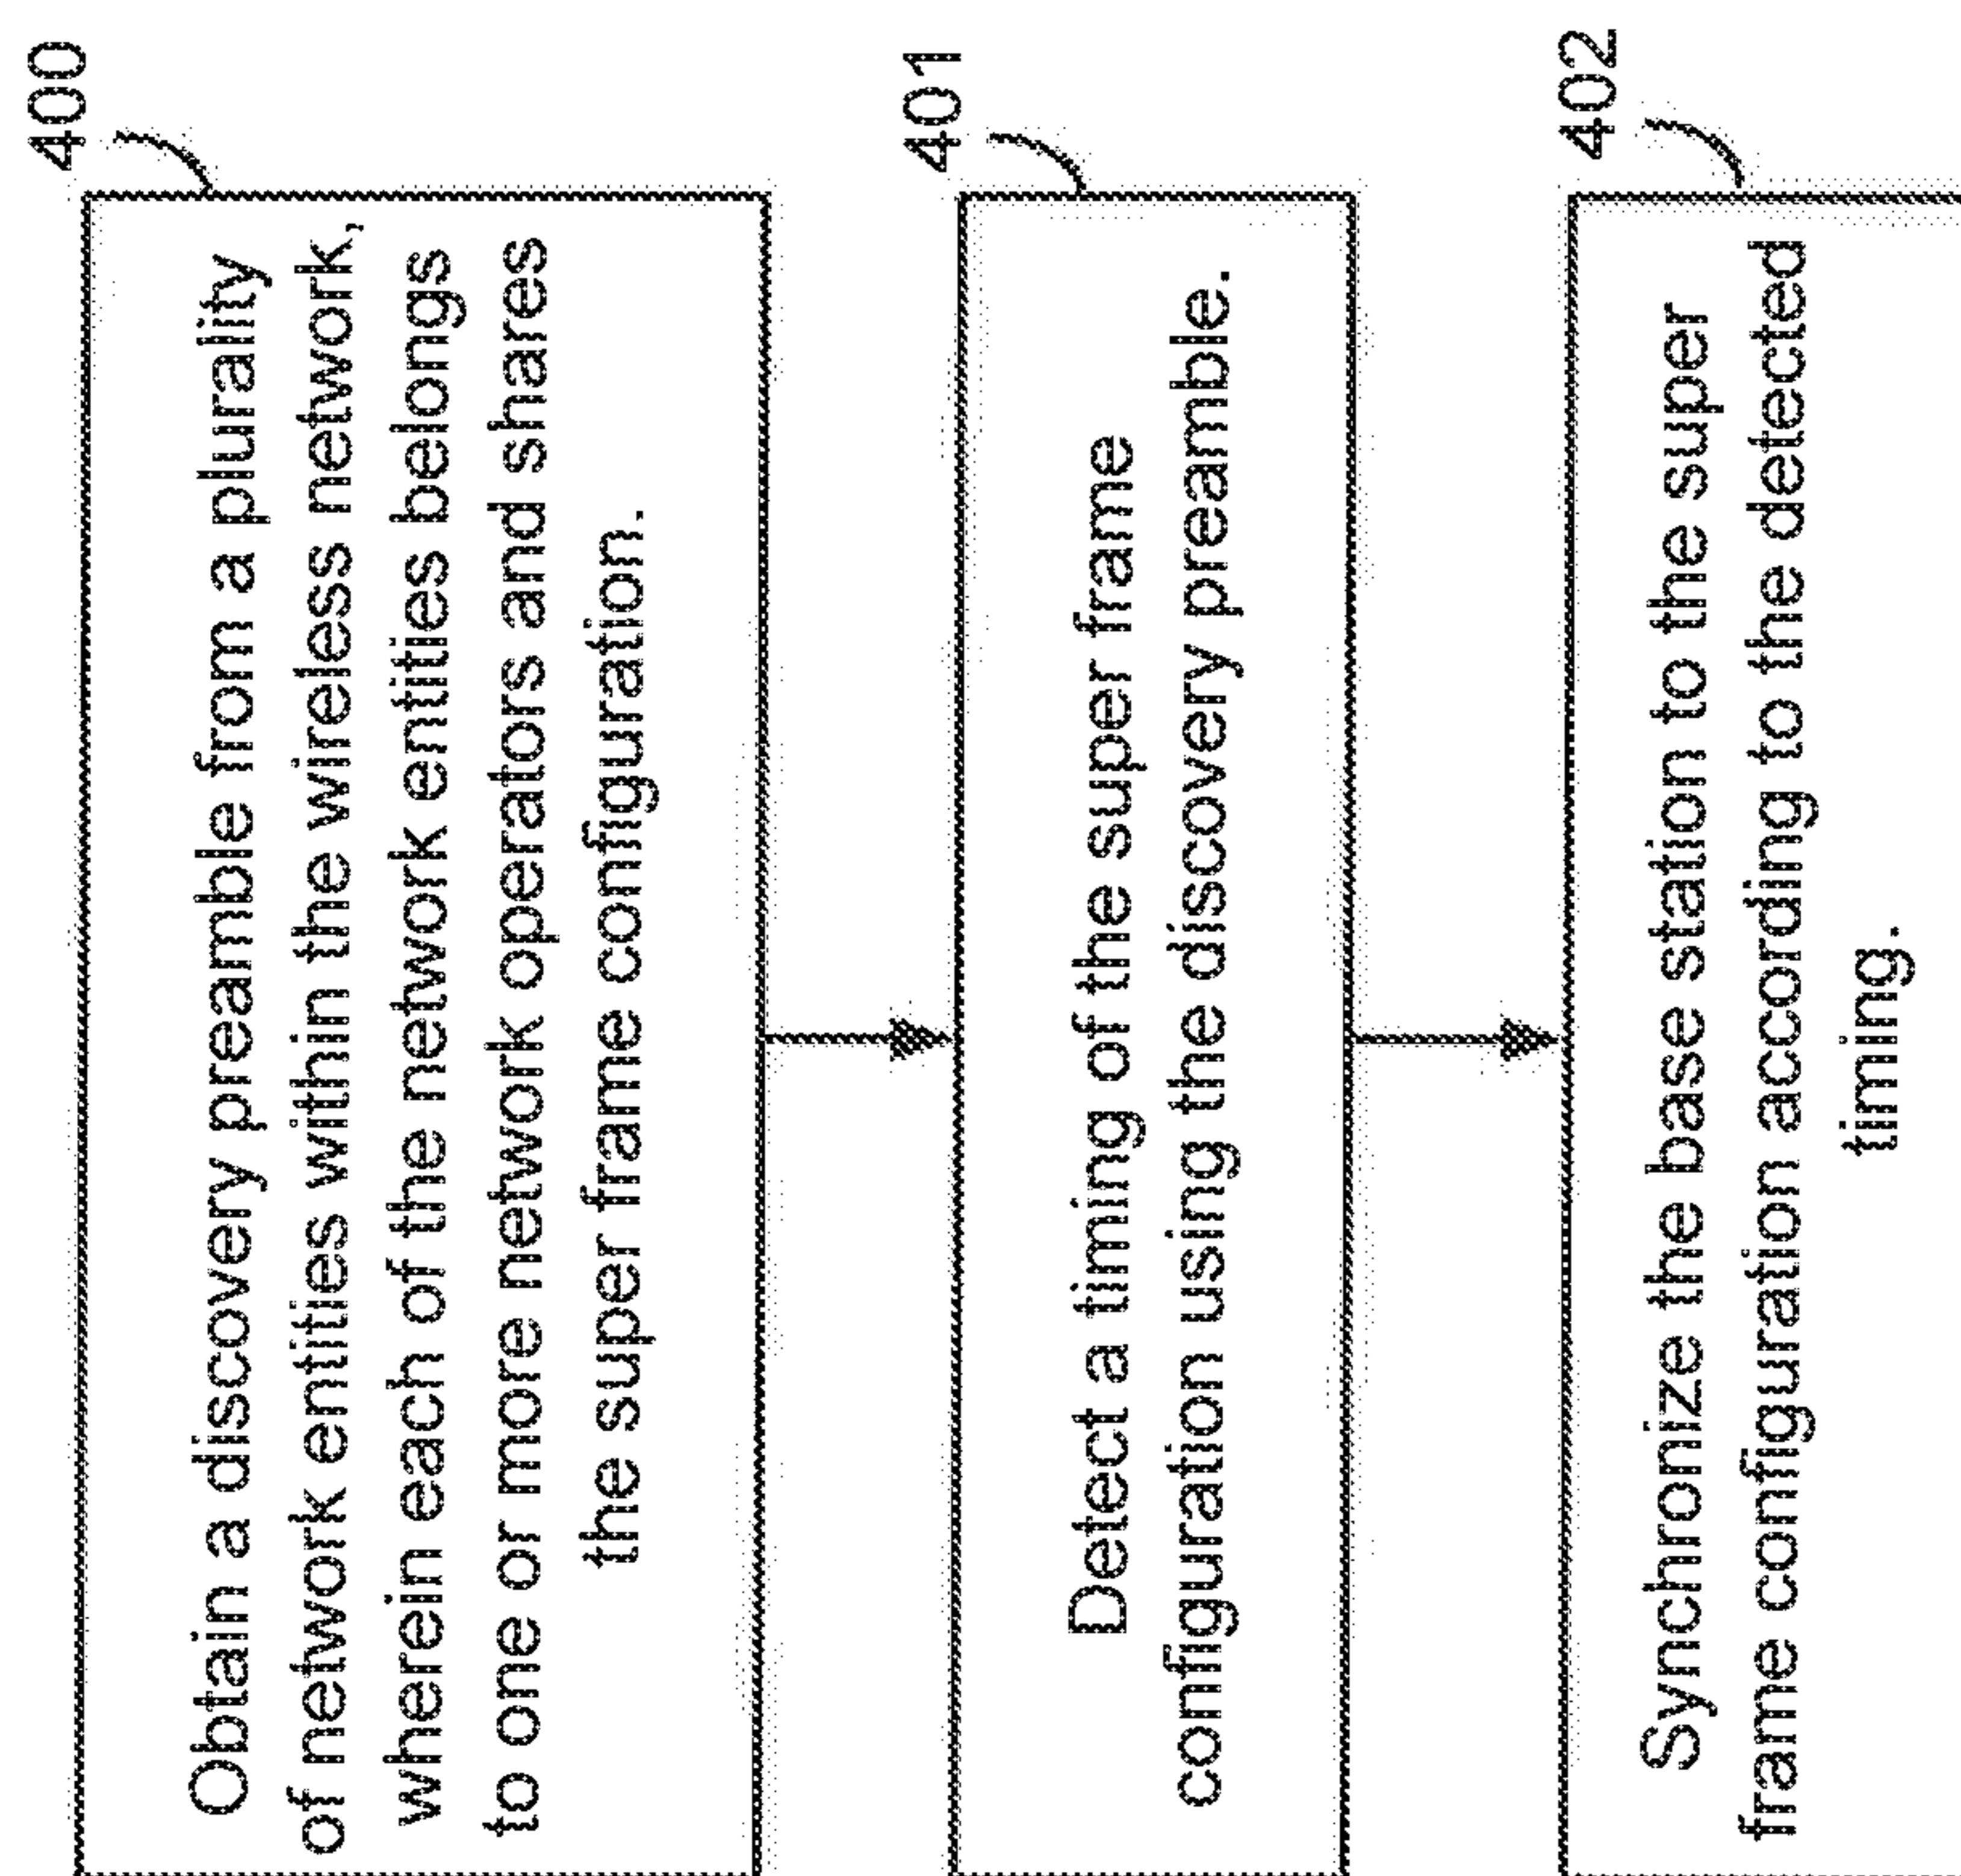 400
Obtain a discovery preamble from a plurality
of network entities within the wireless network,
wherein each of the network entities belongs
to one or more network operators and shares
the super frame configuration.
401
Detect a timing of the super frame
configuration using the discovery preamble.
402
Synchronize the base station to the super
frame configuration according to the detected
timing.